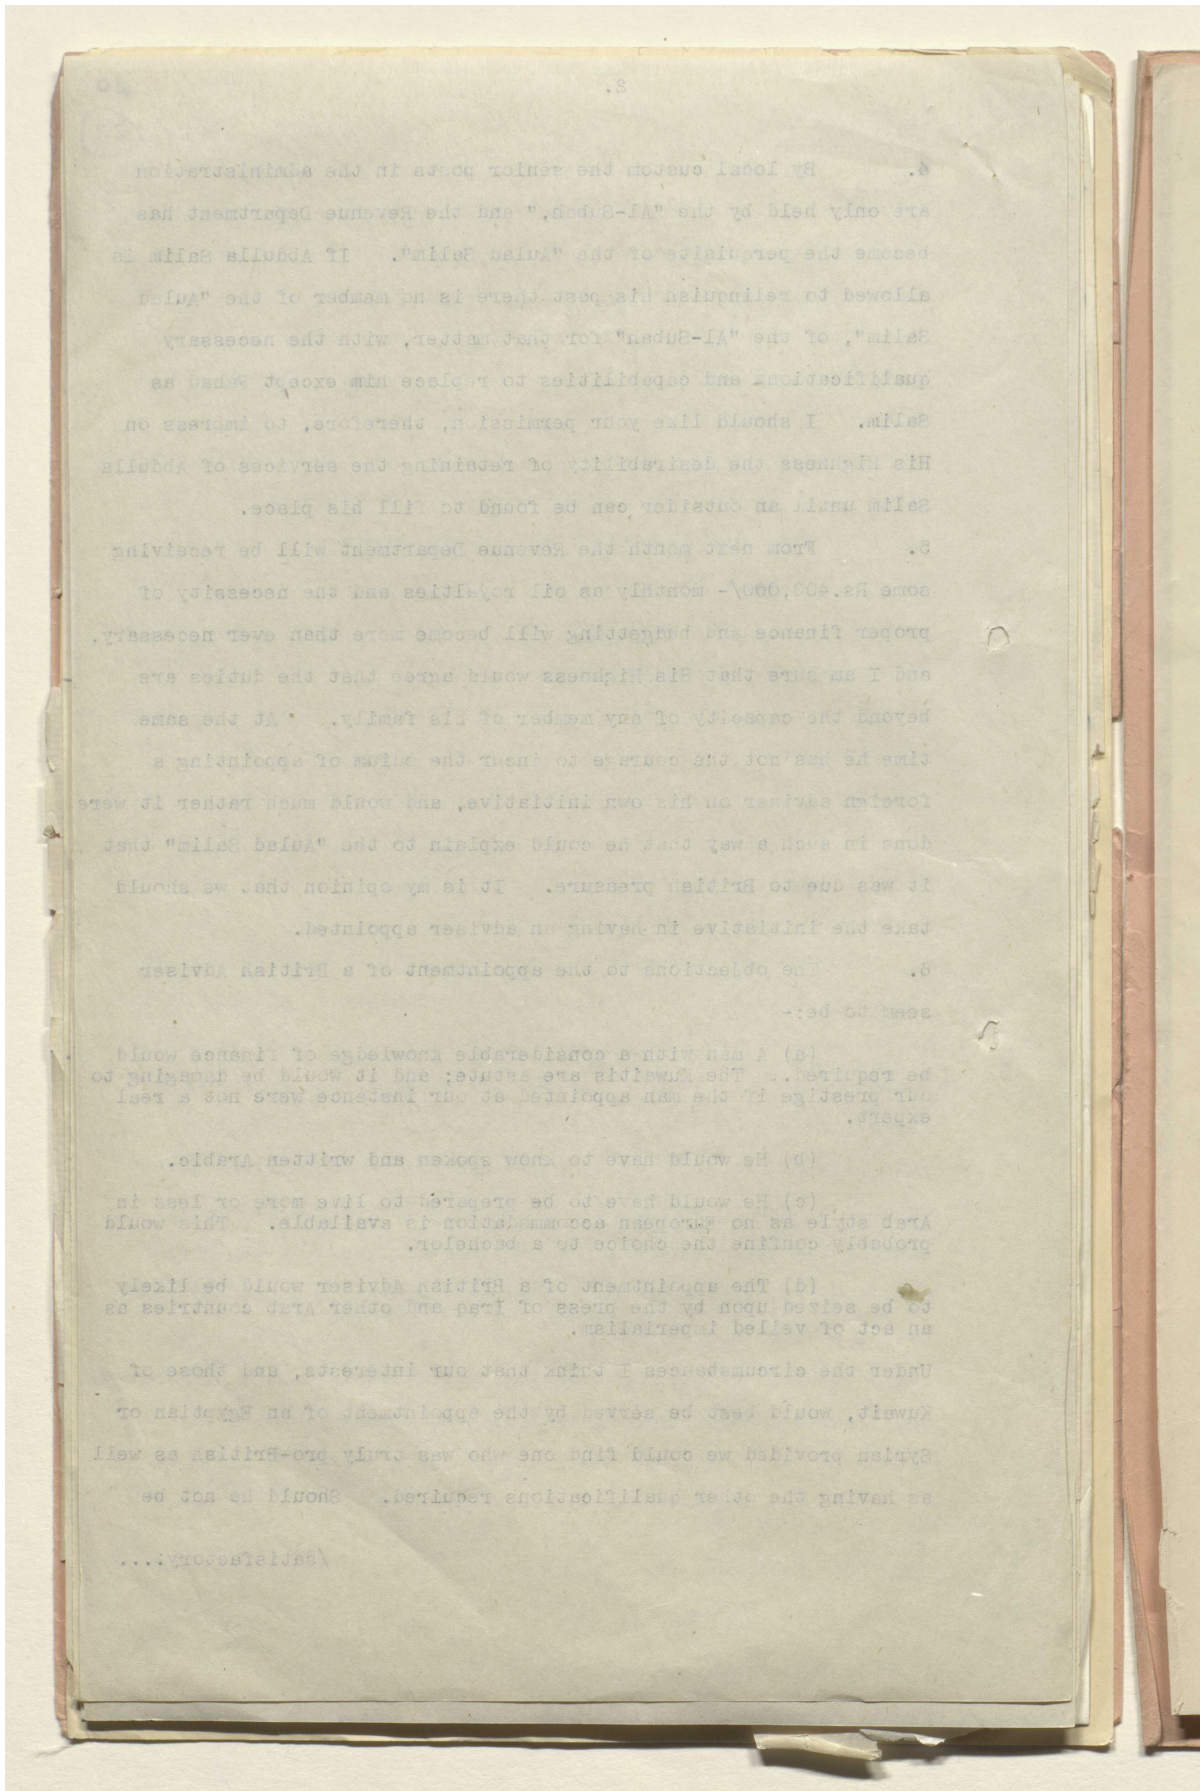 2.
4. By local custom the senior posts in the administration
are only held by the "Al-Subah," and the Revenue Department has
become the perquisite of the "Aulad Salim". If Abdulla Salim is
allowed to relinquish his post there is no member of the "Aulad
Salim", of the "Al-Subah" for that matter, with the necessary
qualifications and capabilities to replace him except Fahad as
Salim. I should like your permission, therefore, to impress on
His Highness the desirability of retaining the services of Abdulla
Salim until an outsider can be found to fill his place.
5. From next month the Revenue Department will be receiving
some Rs.400,000/- monthly as oil royalties and the necessity of
proper finance and budgetting will become more than ever necessary,
and I am sure that His Highness would agree that the duties are
beyond the capacity of any member of his family. At the same
time he has not the courage to incur the odium of appointing a
foreign adviser on his own initiative, and would much rather it were
done in such a way that he could explain to the "Aulad Salim" that
it was due to British pressure. It is my opinion that we should
take the initiative in having an adviser appointed.
6. The objections to the appointment of a British Adviser
seem to be:-
(a) A man with a considerable knowledge of finance would
be required. The Kuwaitis are astute; and it would be damaging to
our prestige if the man appointed at our instance were not a real
expert.
(b) He would have to know spoken and written Arabic.
(c) He would have to be prepared to live more or less in
Arab style as no European accommodation is available. This would
probably confine the choice to a bachelor.
(d) The appointment of a British Adviser would be likely
to be seized upon by the press of Iraq and other Arab countries as
an act of veiled imperialism.
Under the circumstances I think that our interests, and those of
Kuwait, would best be served by the appointment of an Egyptian or
Syrian provided we could find one who was truly pro-British as well
as having the other qualifications required. Should he not be
/satisfactory:...